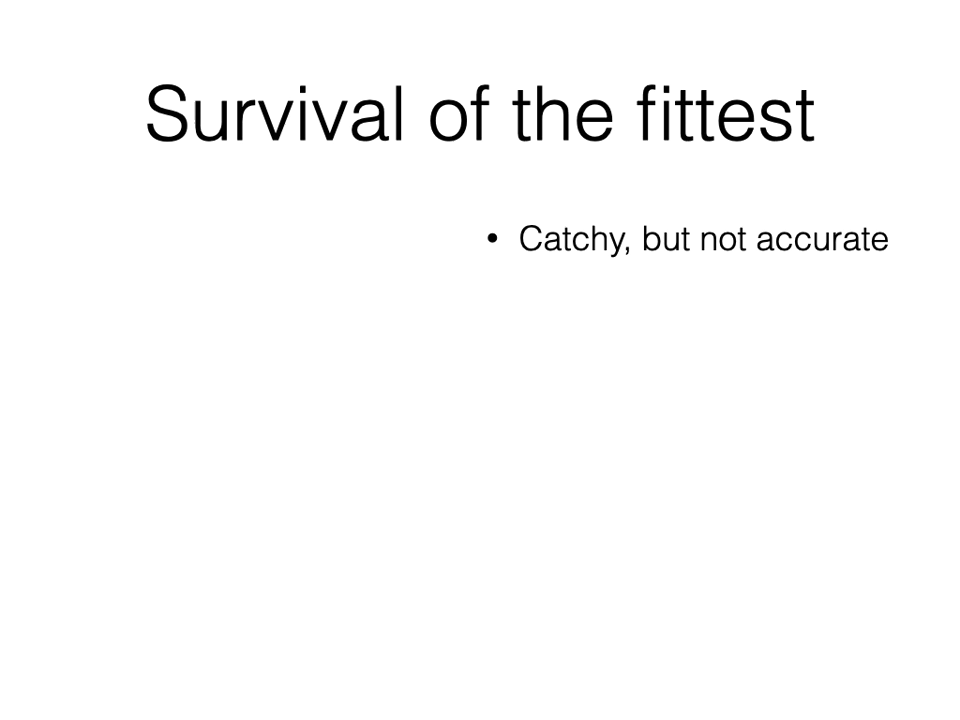 Survival of the fittest
• Catchy, but not accurate